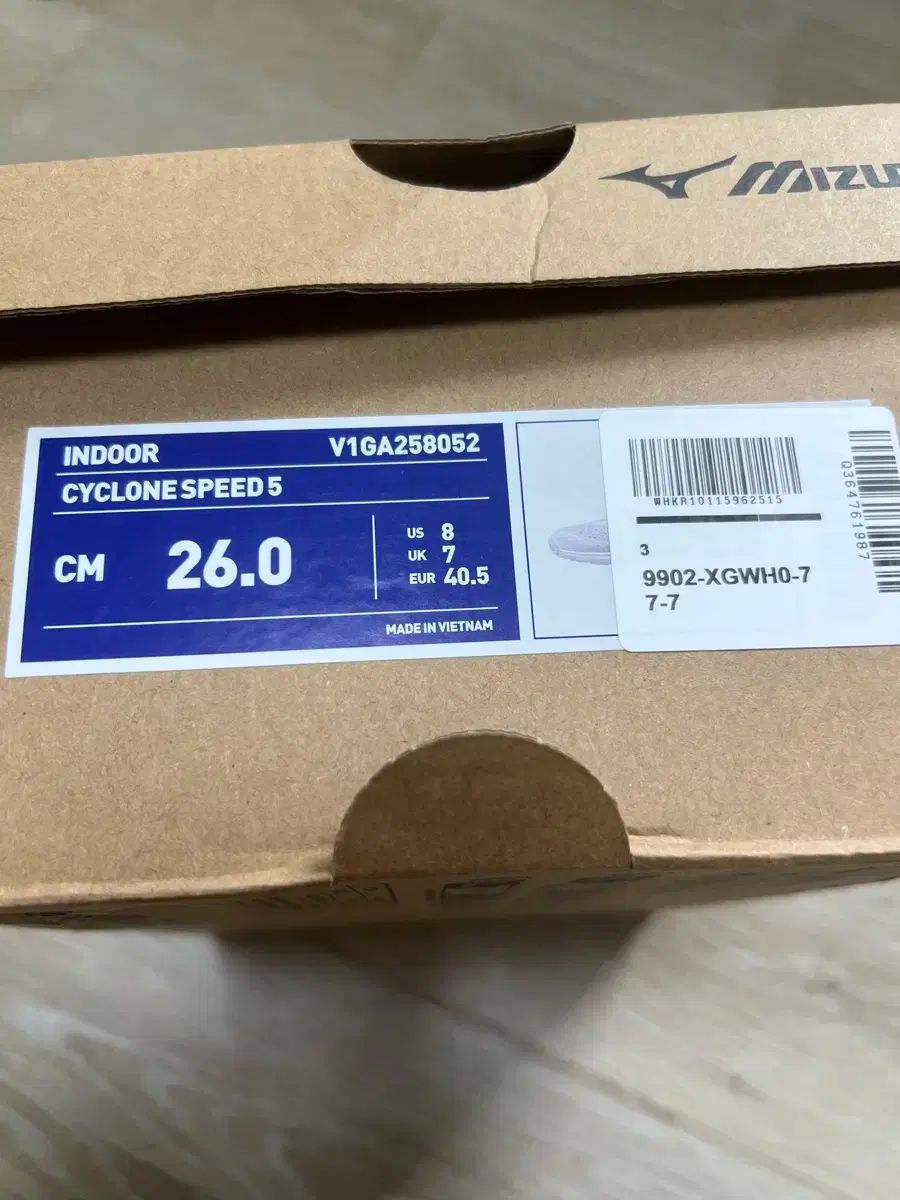 MIZU
INDOOR V1GA258052
CYCLONE SPEED 5
CM 26.0
US 8
UK 7
EUR 40.5
MADE IN VIETNAM
WHKR10115962515
3
9902-XGWH0-7
7-7
Q364761987